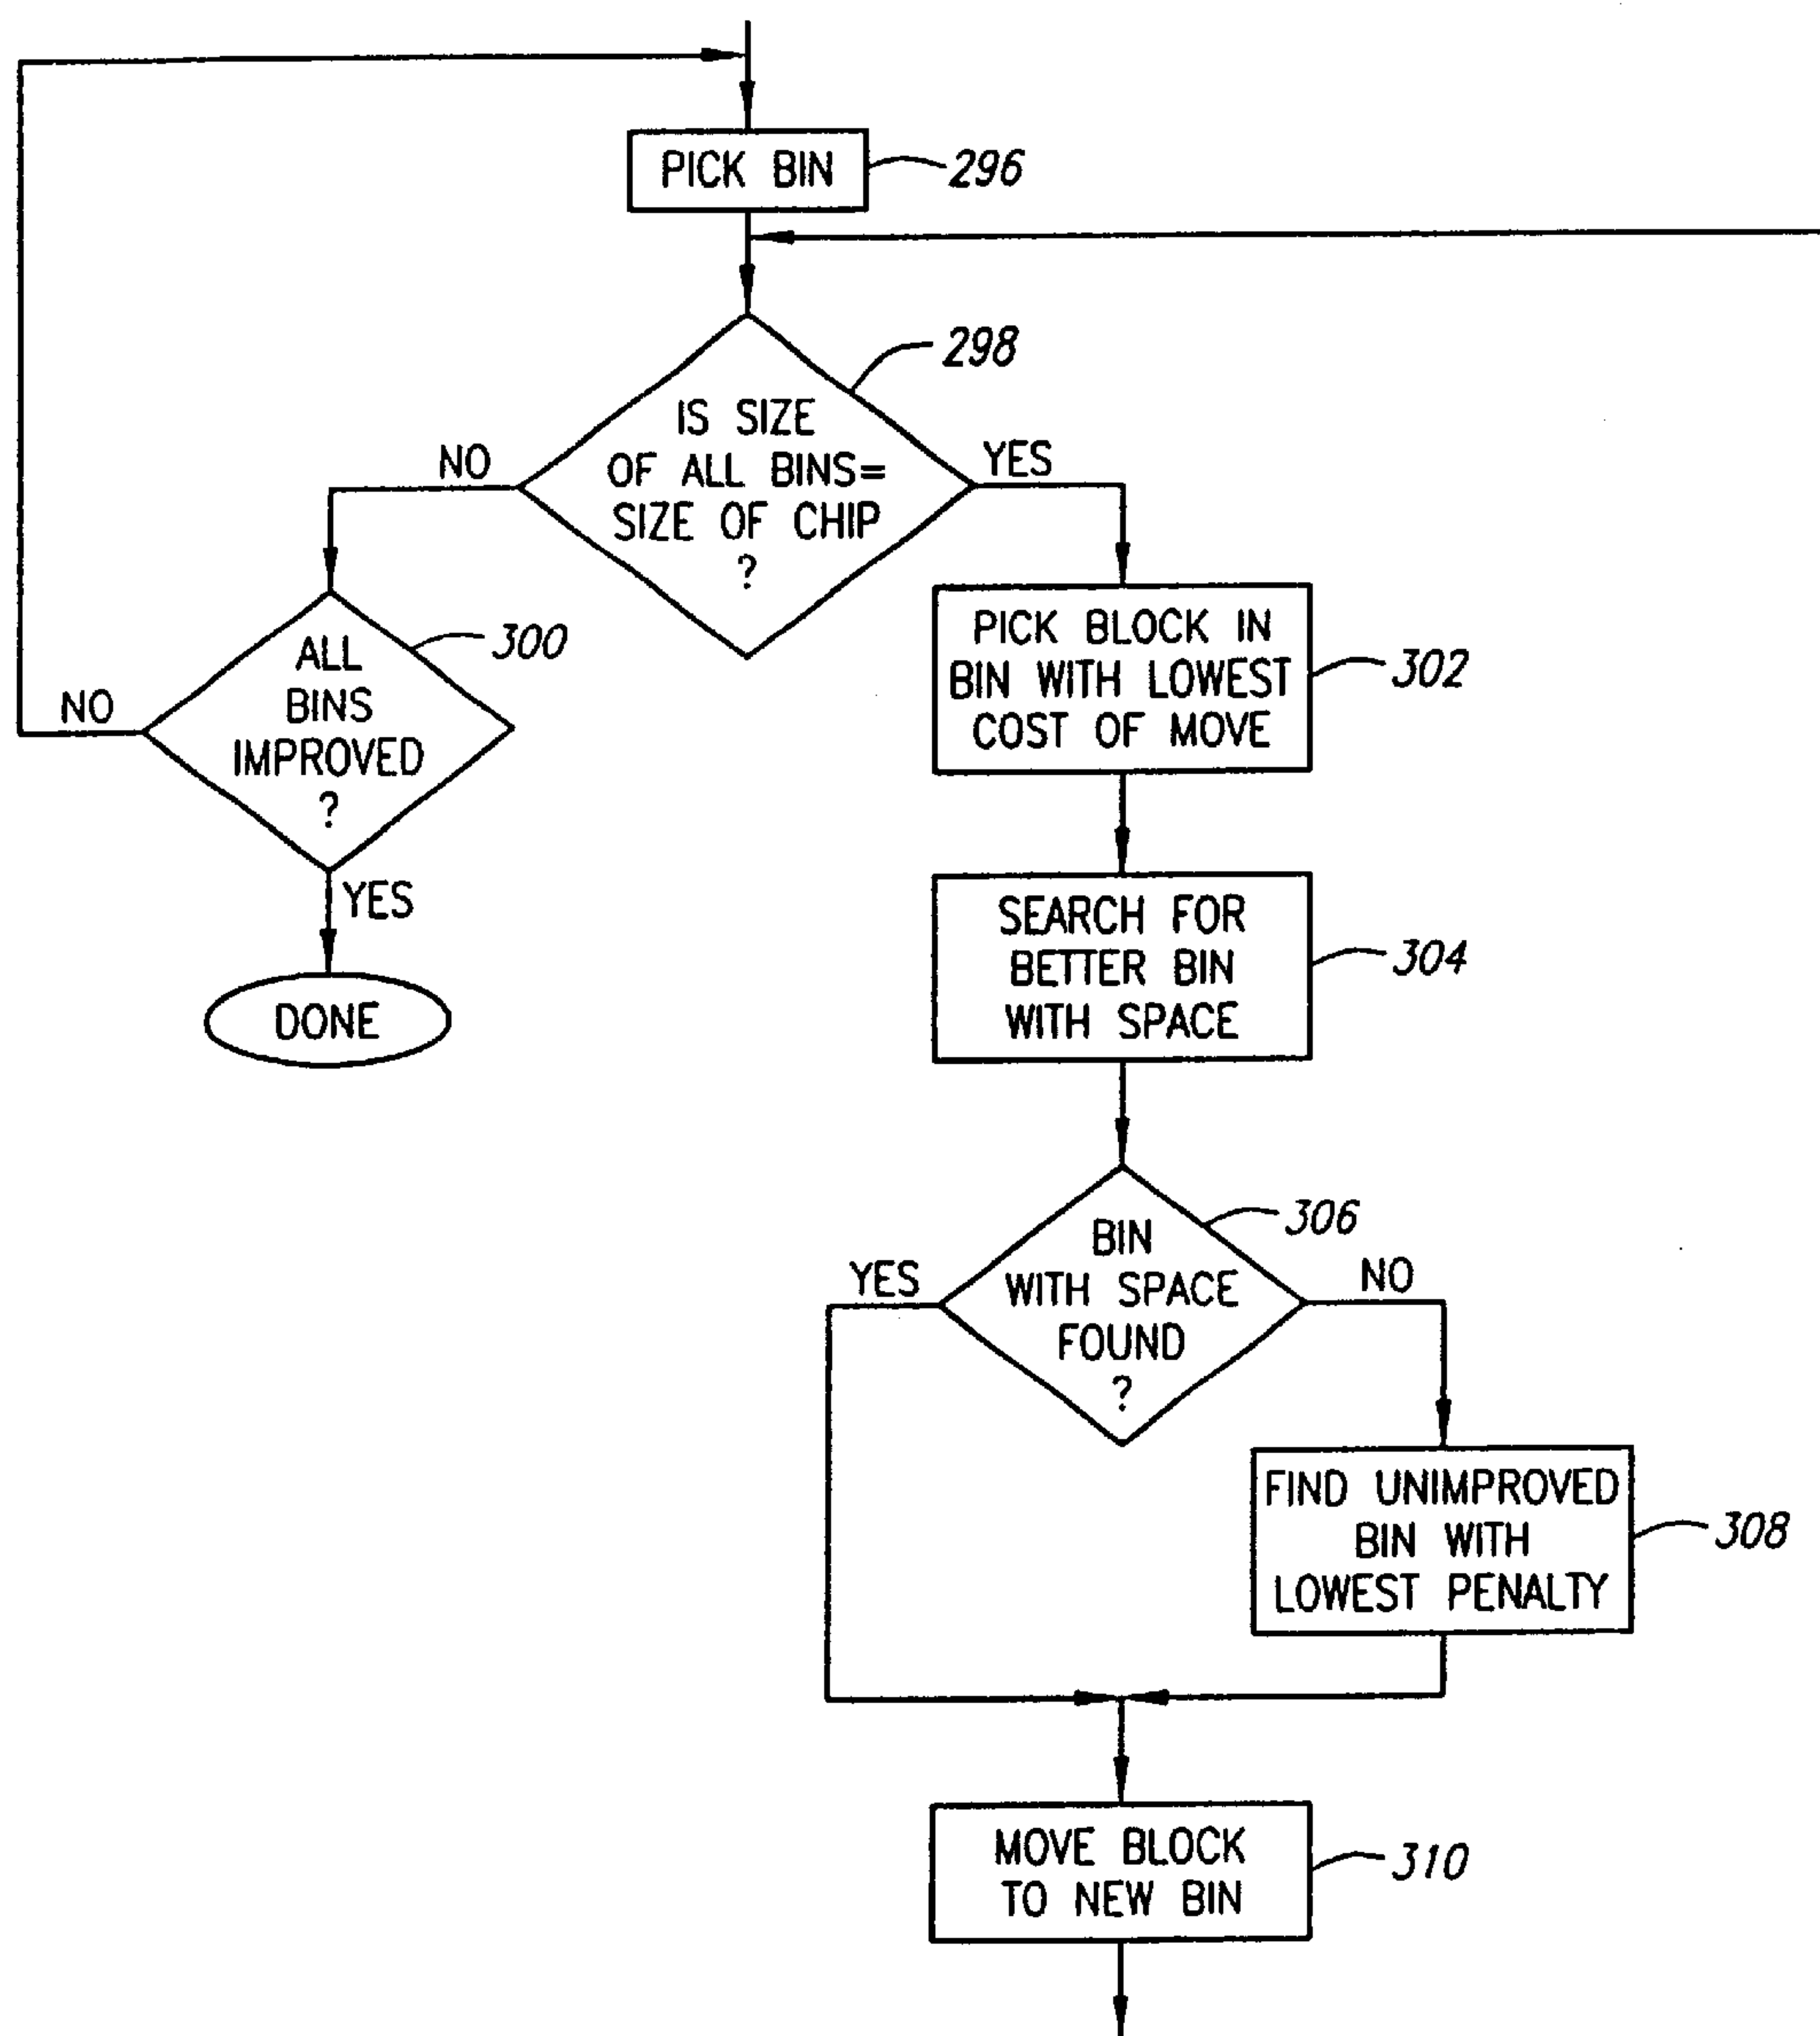 PICK BIN
296
298
IS SIZE
OF ALL BINS=
SIZE OF CHIP
?
NO
YES
300
ALL
BINS
IMPROVED
?
NO
YES
DONE
PICK BLOCK IN
BIN WITH LOWEST
COST OF MOVE
302
SEARCH FOR
BETTER BIN
WITH SPACE
304
306
BIN
WITH SPACE
FOUND
?
YES
NO
FIND UNIMPROVED
BIN WITH
LOWEST PENALTY
308
MOVE BLOCK
TO NEW BIN
310